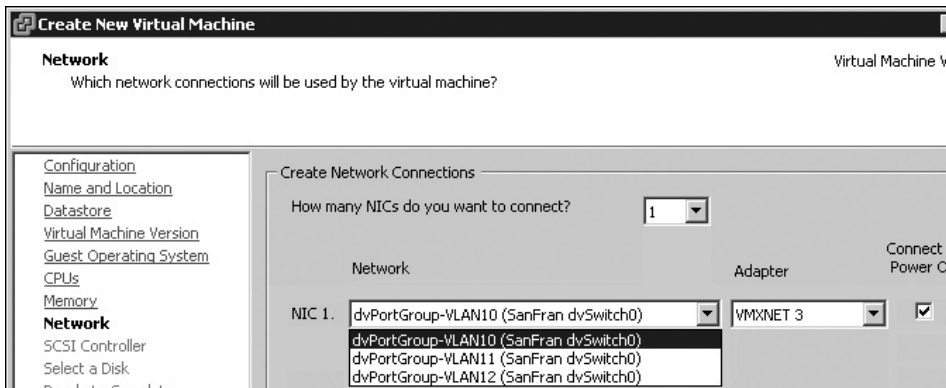 Create New Virtual Machine
Network
Which network connections will be used by the virtual machine?
Virtual Machine V
Configuration
Name and Location
Datastore
Virtual Machine Version
Guest Operating System
CPUs
Memory
Network
SCSI Controller
Select a Disk
Create Network Connections
How many NICs do you want to connect?
1
Network
Adapter
Connect
Power O
NIC 1.
dvPortGroup-VLAN10 (SanFran dvSwitch0)
VMXNET 3
dvPortGroup-VLAN10 (SanFran dvSwitch0)
dvPortGroup-VLAN11 (SanFran dvSwitch0)
dvPortGroup-VLAN12 (SanFran dvSwitch0)